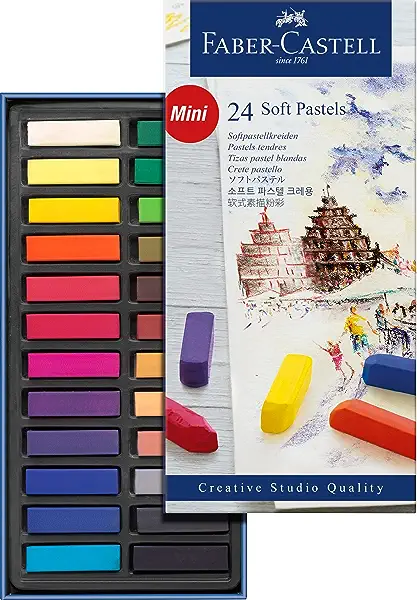 FABER-CASTELL
since 1761
Mini
24 Soft Pastels
Softpastellkreiden
Pastels tendres
Tizas pastel blandas
Crete pastello
ソフトパステル
소프트 파스텔 크레용
软式素描粉彩
Creative Studio Quality